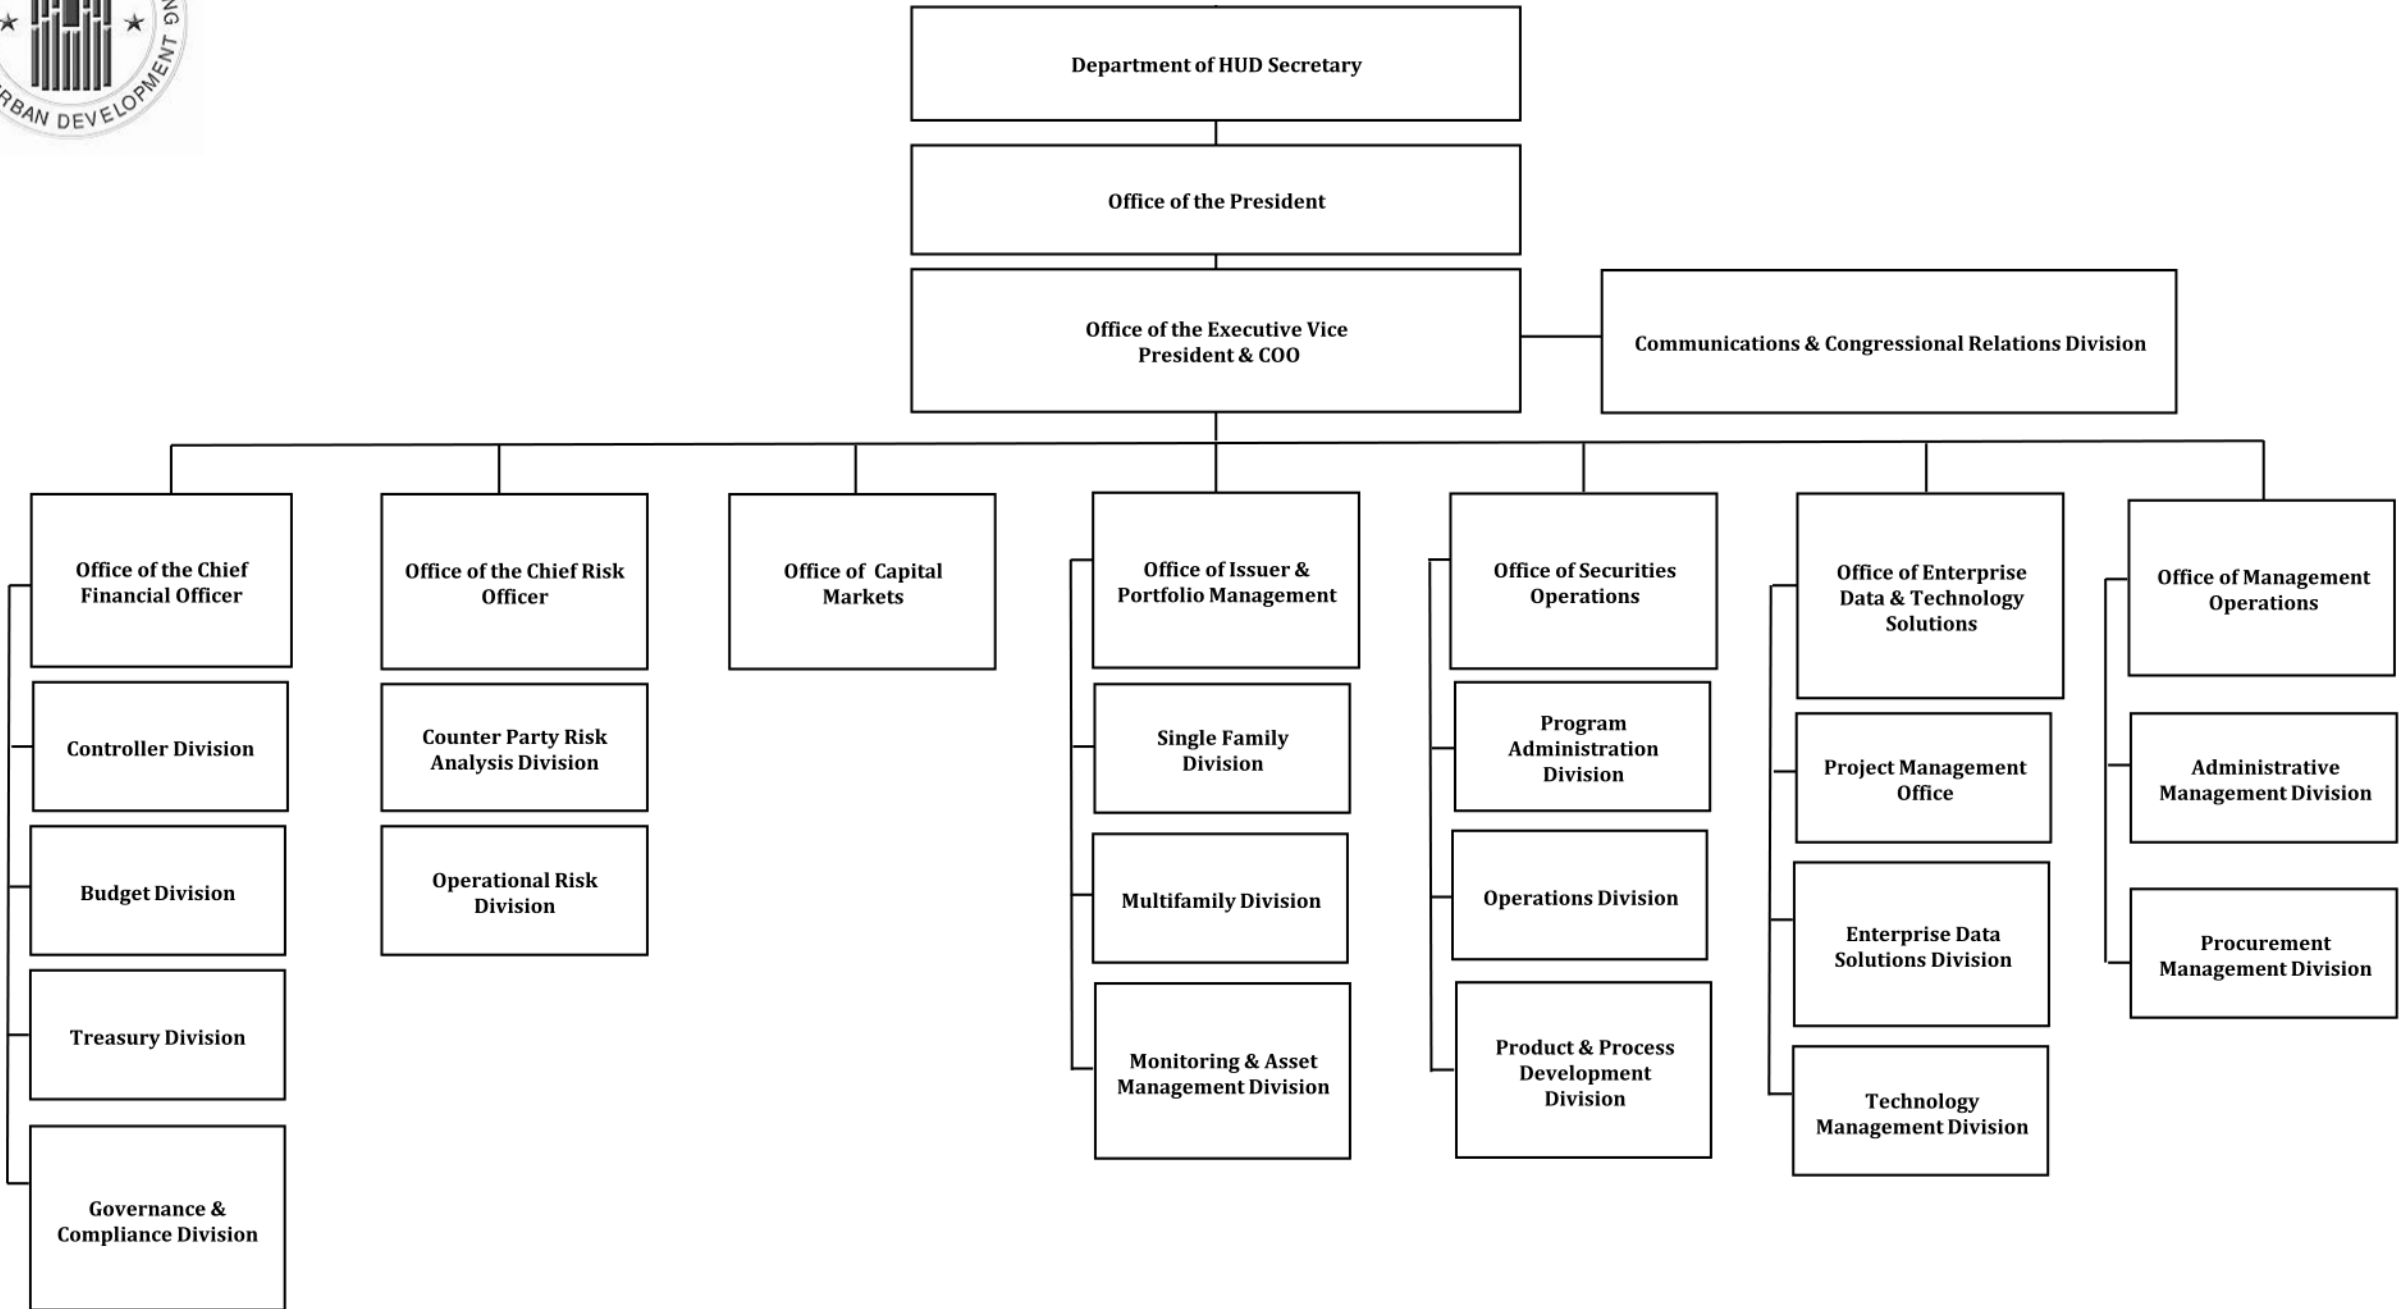 NG
URBAN DEVELOPMENT
Department of HUD Secretary
Office of the President
Office of the Executive Vice
President & COO
Communications & Congressional Relations Division
Office of the Chief
Financial Officer
Office of the Chief Risk
Officer
Office of Capital
Markets
Office of Issuer &
Portfolio Management
Office of Securities
Operations
Office of Enterprise
Data & Technology
Solutions
Office of Management
Operations
Controller Division
Budget Division
Treasury Division
Governance &
Compliance Division
Counter Party Risk
Analysis Division
Operational Risk
Division
Single Family
Division
Multifamily Division
Monitoring & Asset
Management Division
Program
Administration
Division
Operations Division
Product & Process
Development
Division
Project Management
Office
Enterprise Data
Solutions Division
Technology
Management Division
Administrative
Management Division
Procurement
Management Division